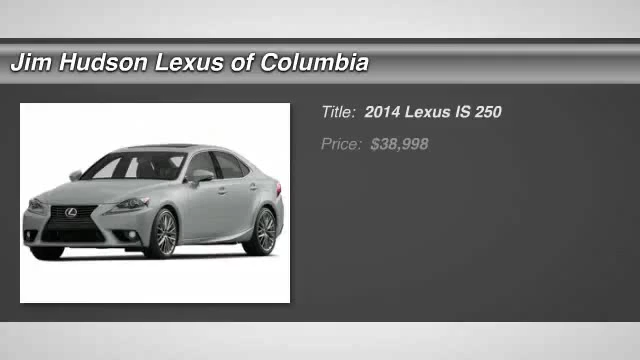 Jim Hudson Lexus of Columbia
Title: 2014 Lexus IS 250
Price: $38,998